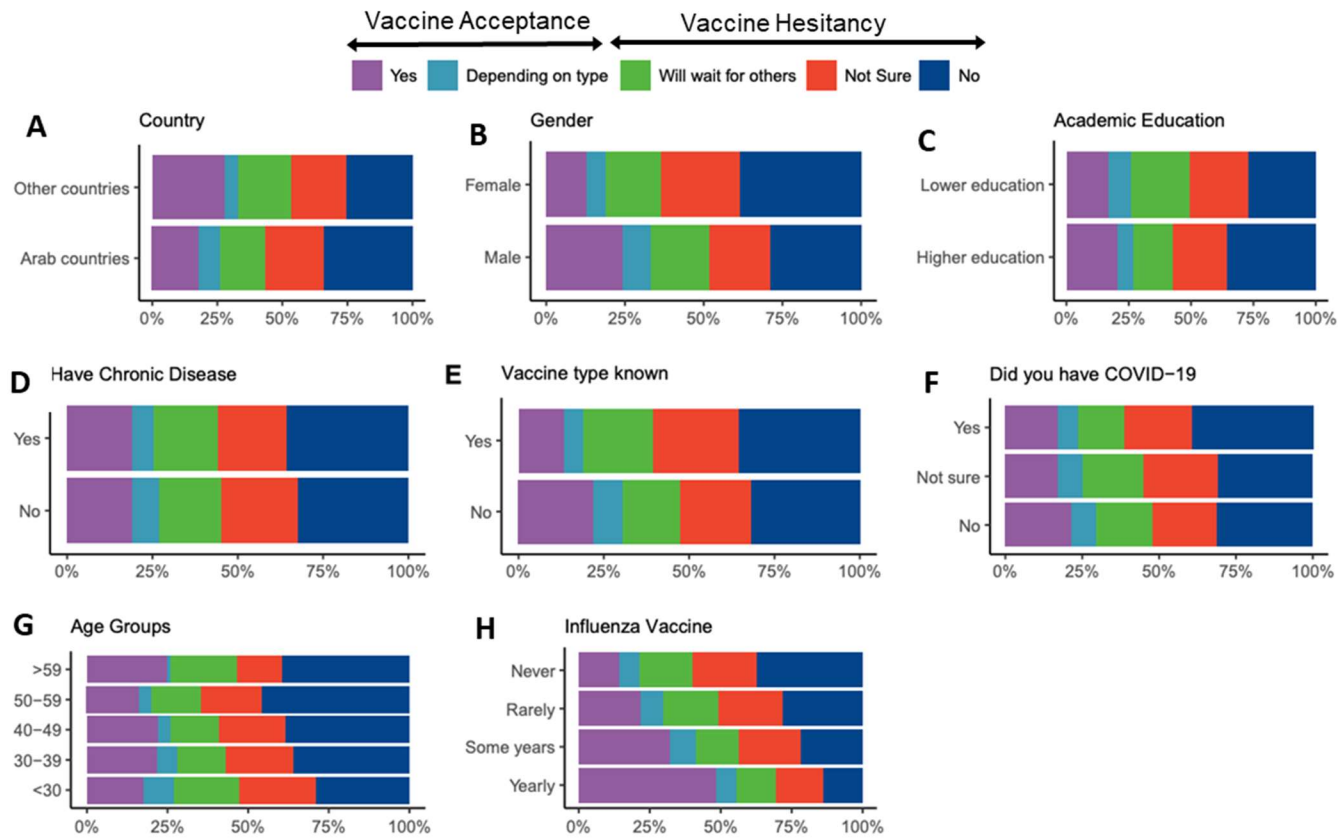 Vaccine Acceptance Vaccine Hesitancy
Yes Depending on type Will wait for others Not Sure No
A Country
Other countries
Arab countries
0% 25% 50% 75% 100%
B Gender
Female
Male
0% 25% 50% 75% 100%
C Academic Education
Lower education
Higher education
0% 25% 50% 75% 100%
D Have Chronic Disease
Yes
No
0% 25% 50% 75% 100%
E Vaccine type known
Yes
No
0% 25% 50% 75% 100%
F Did you have COVID−19
Yes
Not sure
No
0% 25% 50% 75% 100%
G Age Groups
>59
50−59
40−49
30−39
<30
0% 25% 50% 75% 100%
H Influenza Vaccine
Never
Rarely
Some years
Yearly
0% 25% 50% 75% 100%